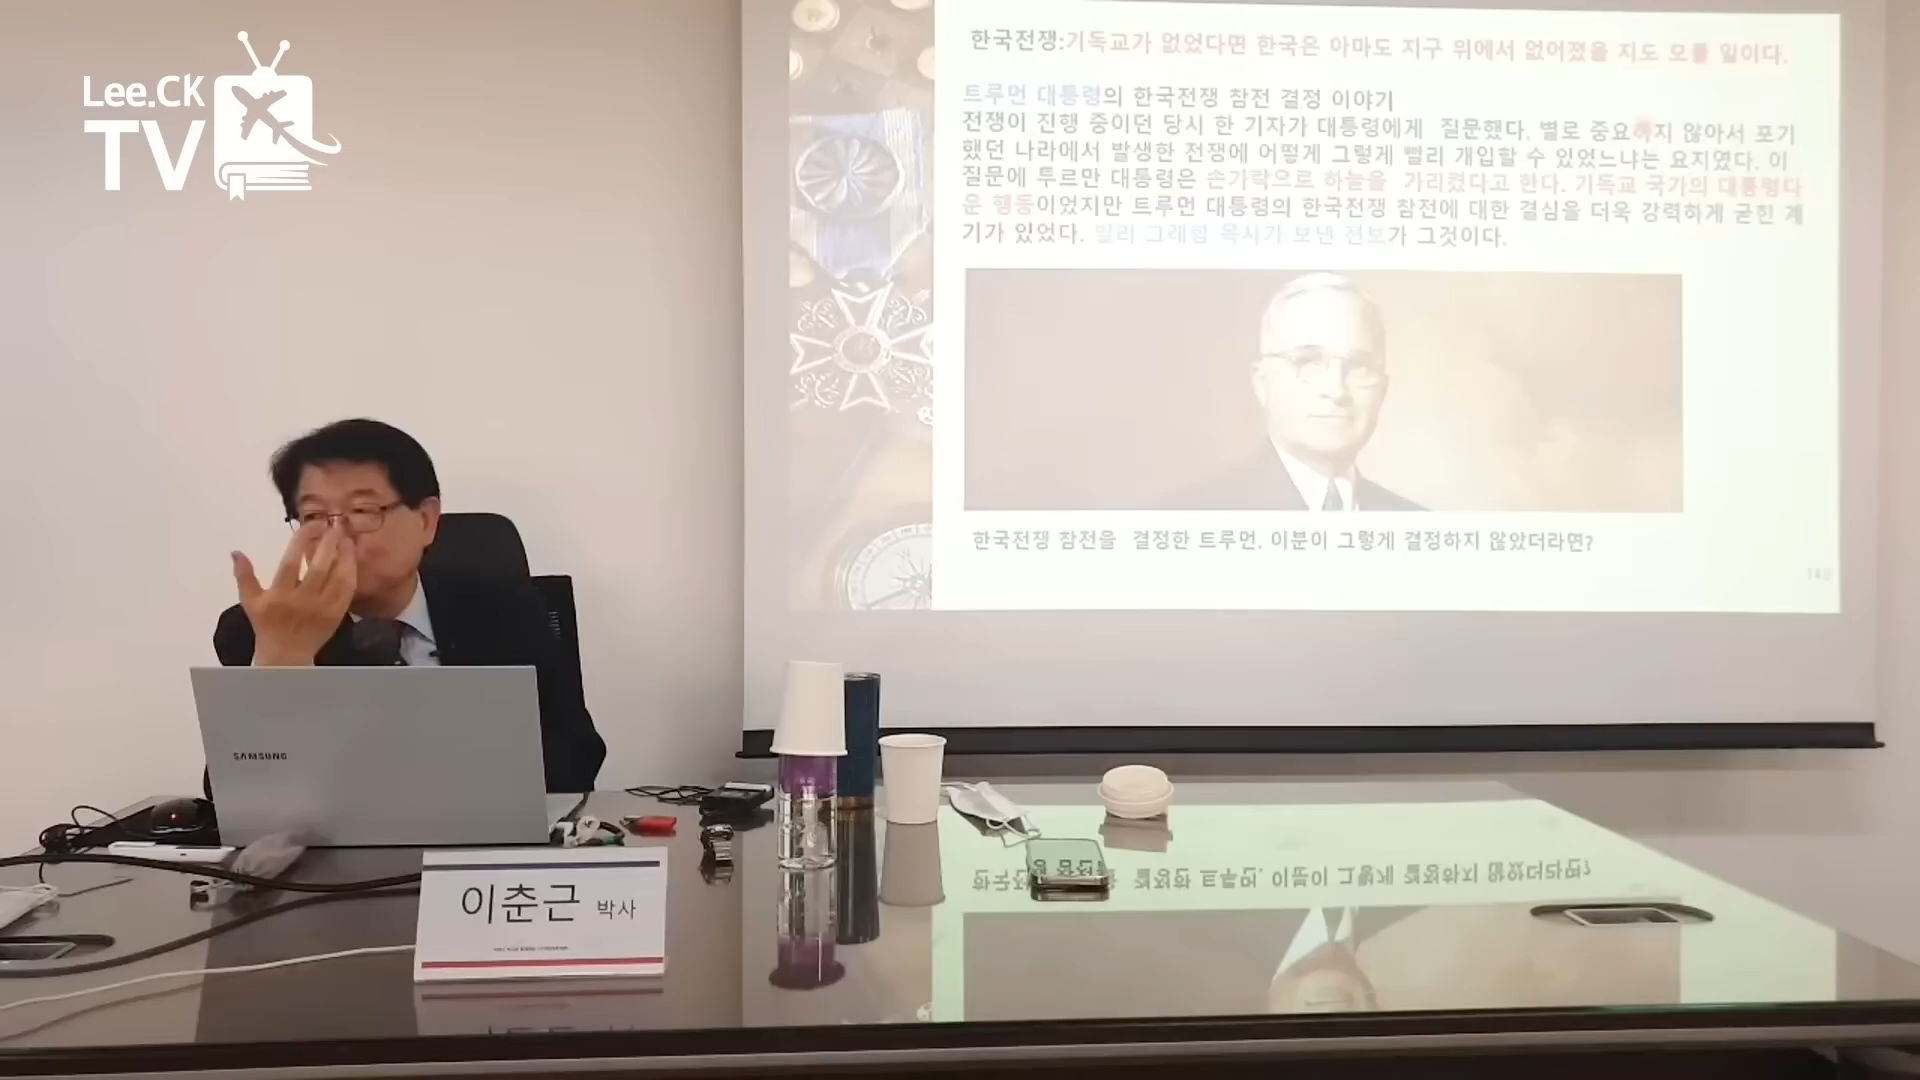 Lee.CK
TV
한국전쟁:기독교가 없었다면 한국은 아마도 지구 위에서 없어졌을 지도 모를 일이다.
트루먼 대통령의 한국전쟁 참전 결정 이야기
전쟁이 진행 중이던 당시 한 기자가 대통령에게 질문했다. 별로 중요하지 않아서 포기
했던 나라에서 발생한 전쟁에 어떻게 그렇게 빨리 개입할 수 있었느냐는 요지였다. 이
질문에 투르만 대통령은 손가락으로 하늘을 가리켰다고 한다. 기독교 국가의 대통령다
운 행동이었지만 트루먼 대통령의 한국전쟁 참전에 대한 결심을 더욱 강력하게 굳힌 계
기가 있었다. 빌리 그래함 목사가 보낸 전보가 그것이다.
한국전쟁 참전을 결정한 트루먼. 이분이 그렇게 결정하지 않았더라면?
SAMSUNG
이춘근 박사